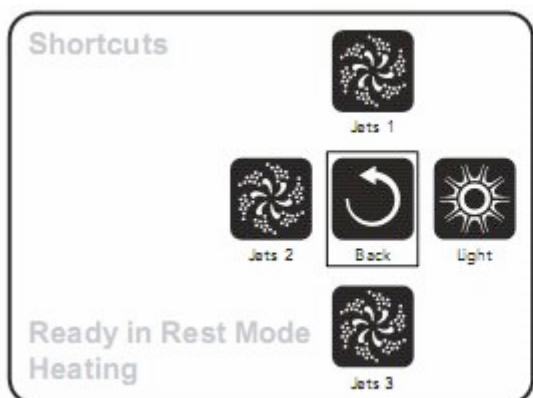 Shortcuts
Jets 1
Jets 2
Back
Light
Ready in Rest Mode
Heating
Jets 3